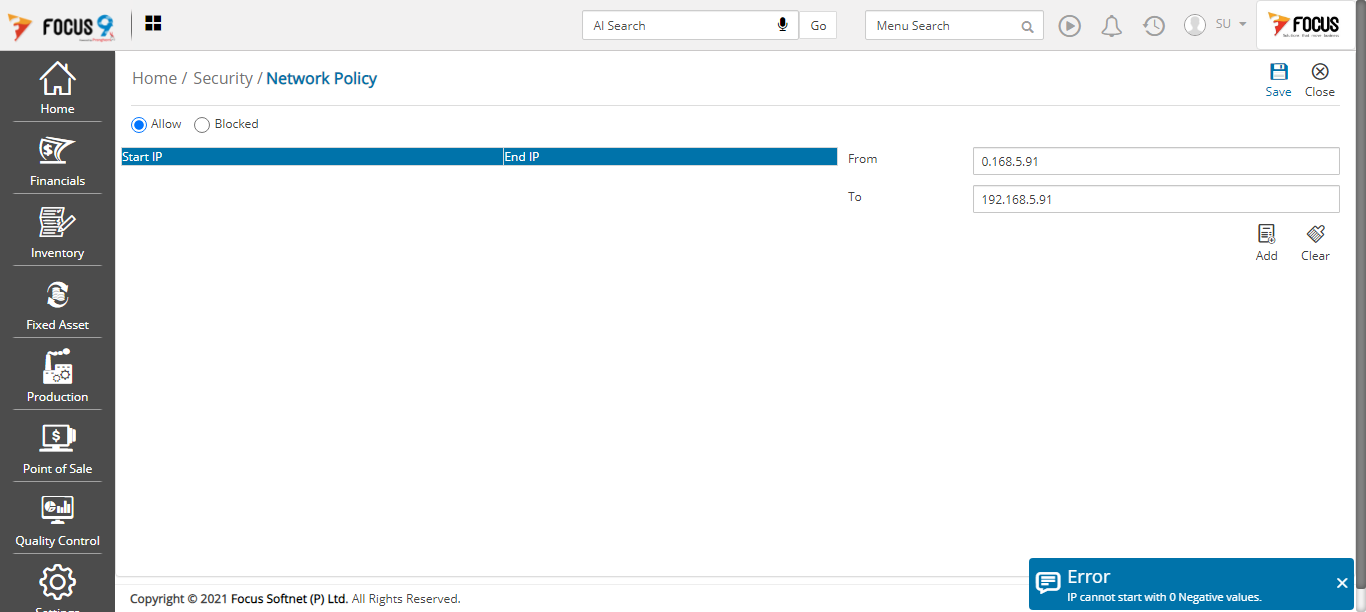 FOCUS 9
AI Search
Go
Menu Search
SU
FOCUS
Home / Security / Network Policy
Save
Close
Home
Financials
Inventory
Fixed Asset
Production
Point of Sale
Quality Control
Settings
Allow
Blocked
Start IP
End IP
From
0.168.5.91
To
192.168.5.91
Add
Clear
Error
IP cannot start with 0 Negative values.
Copyright © 2021 Focus Softnet (P) Ltd. All Rights Reserved.